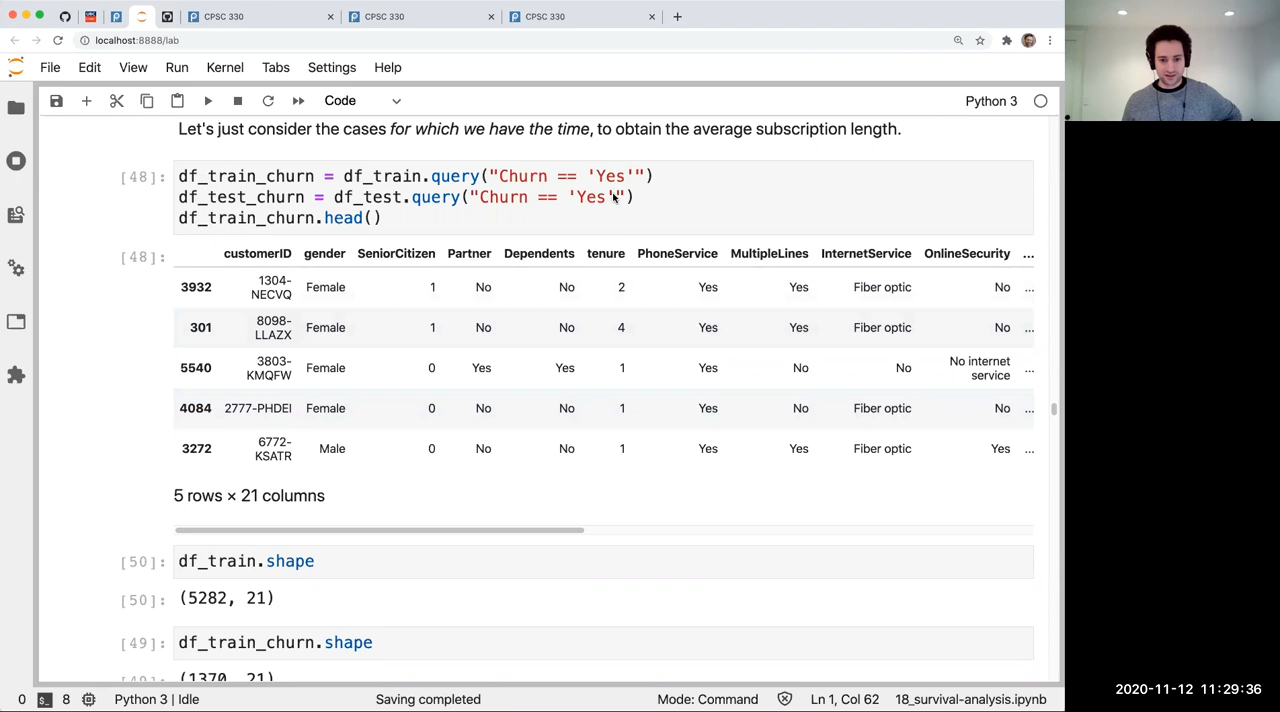 CPSC 330
CPSC 330
CPSC 330
localhost:8888/lab
File Edit View Run Kernel Tabs Settings Help
Code
Python 3
Let's just consider the cases for which we have the time, to obtain the average subscription length.
[48]: df_train_churn = df_train.query("Churn == 'Yes'")
df_test_churn = df_test.query("Churn == 'Yes'")
df_train_churn.head()
[48]: customerID gender SeniorCitizen Partner Dependents tenure PhoneService MultipleLines InternetService OnlineSecurity ...
3932 1304-NECVQ Female 1 No No 2 Yes Yes Fiber optic No ...
301 8098-LLAZX Female 1 No No 4 Yes Yes Fiber optic No ...
5540 3803-KMQFW Female 0 Yes Yes 1 Yes No No No internet service ...
4084 2777-PHDEI Female 0 No No 1 Yes No Fiber optic No ...
3272 6772-KSATR Male 0 No No 1 Yes Yes Fiber optic Yes ...
5 rows × 21 columns
[50]: df_train.shape
[50]: (5282, 21)
[49]: df_train_churn.shape
[49]: (1370, 21)
0 8 Python 3 | Idle Saving completed Mode: Command Ln 1, Col 62 18_survival-analysis.ipynb
2020-11-12 11:29:36